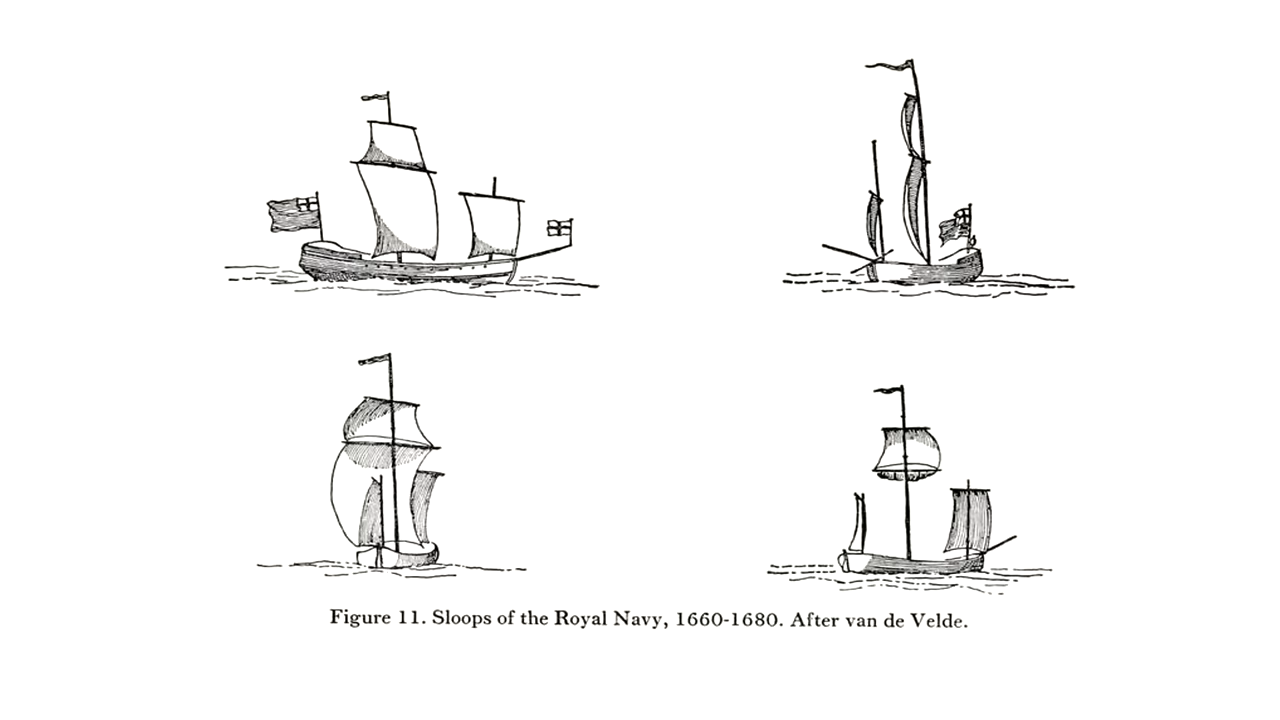 Figure 11. Sloops of the Royal Navy, 1660-1680. After van de Velde.